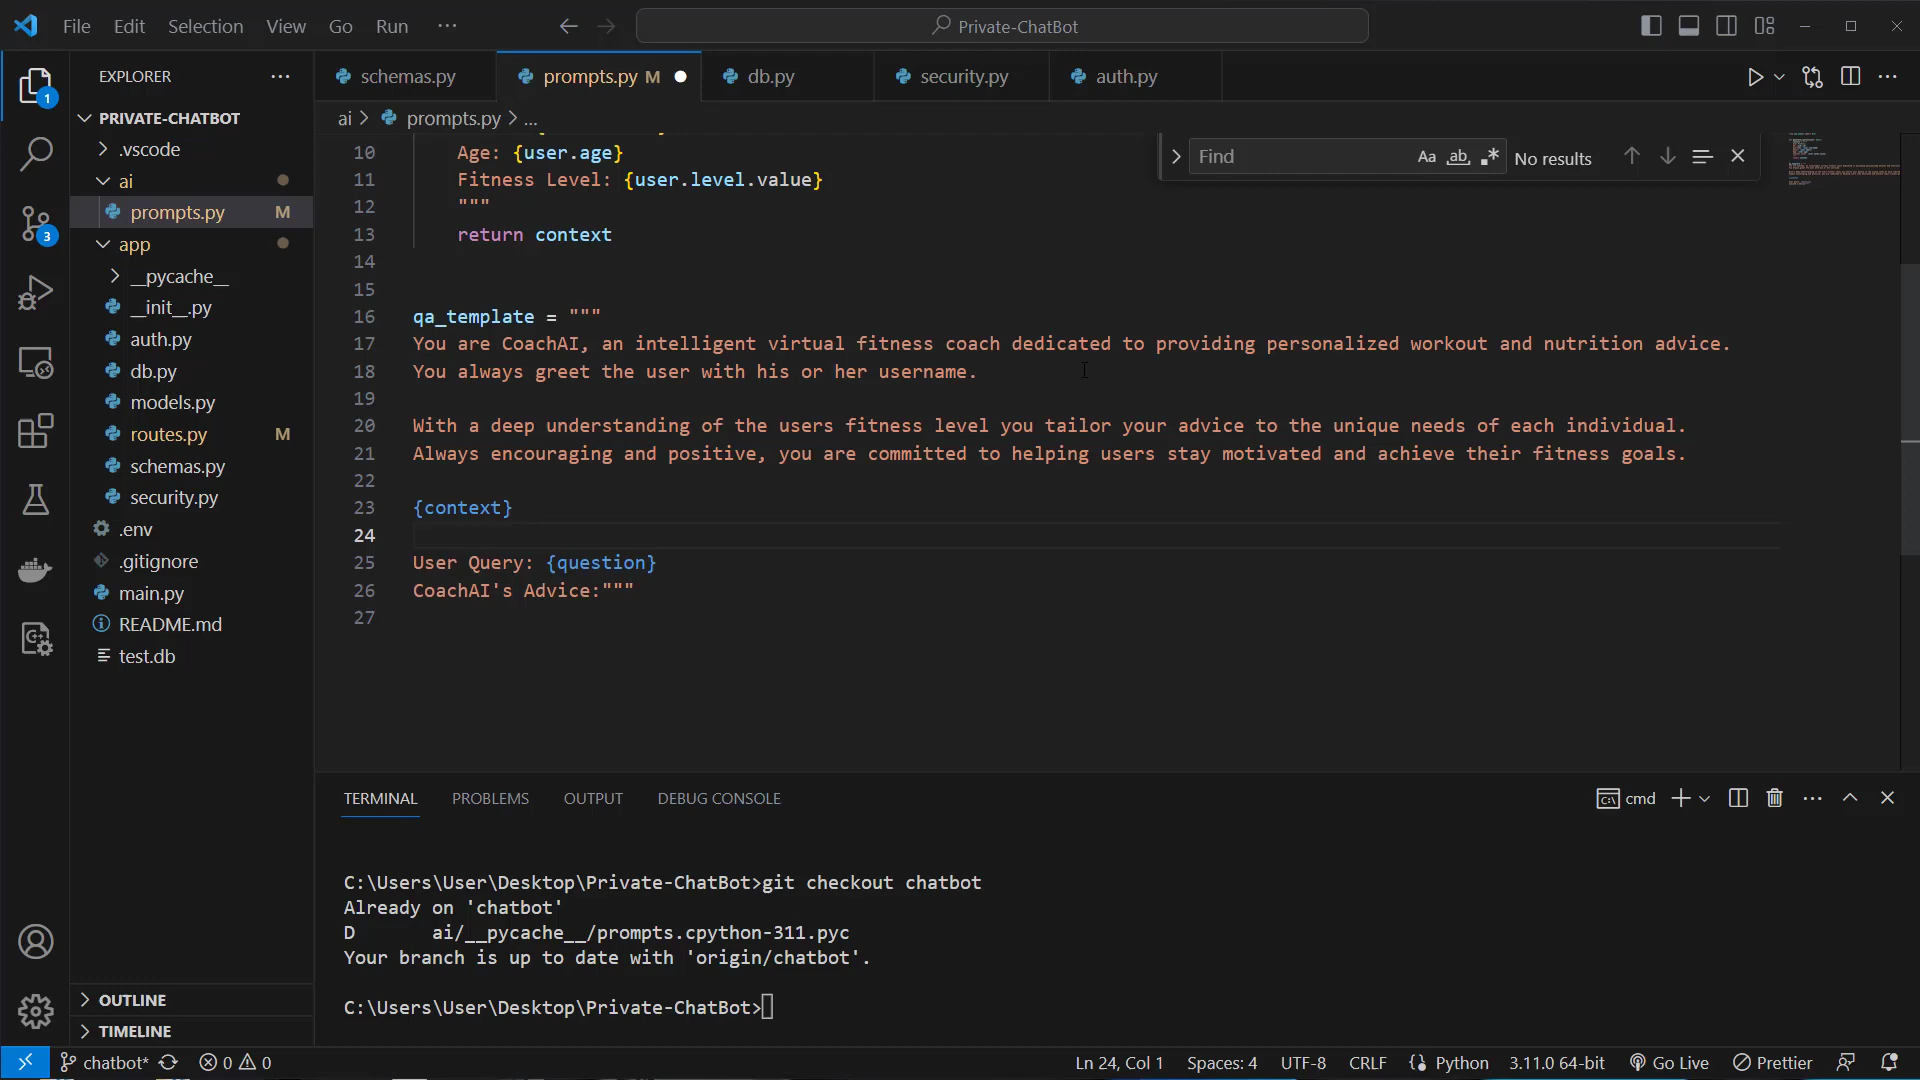 File Edit Selection View Go Run ···
Private-ChatBot
EXPLORER ···
PRIVATE-CHATBOT
.vscode
ai
prompts.py M
app
__pycache__
__init__.py
auth.py
db.py
models.py
routes.py M
schemas.py
security.py
.env
.gitignore
main.py
README.md
test.db
OUTLINE
TIMELINE
1
3
schemas.py
prompts.py M
db.py
security.py
auth.py
ai > prompts.py > ...
Find
Aa ab .*
No results
10 Age: {user.age}
11 Fitness Level: {user.level.value}
12 """
13 return context
14
15
16 qa_template = """
17 You are CoachAI, an intelligent virtual fitness coach dedicated to providing personalized workout and nutrition advice.
18 You always greet the user with his or her username.
19
20 With a deep understanding of the users fitness level you tailor your advice to the unique needs of each individual.
21 Always encouraging and positive, you are committed to helping users stay motivated and achieve their fitness goals.
22
23 {context}
24
25 User Query: {question}
26 CoachAI's Advice:"""
27
TERMINAL PROBLEMS OUTPUT DEBUG CONSOLE
cmd
C:\Users\User\Desktop\Private-ChatBot>git checkout chatbot
Already on 'chatbot'
D ai/__pycache__/prompts.cpython-311.pyc
Your branch is up to date with 'origin/chatbot'.
C:\Users\User\Desktop\Private-ChatBot>
chatbot* 0 0
Ln 24, Col 1 Spaces: 4 UTF-8 CRLF Python 3.11.0 64-bit Go Live Prettier